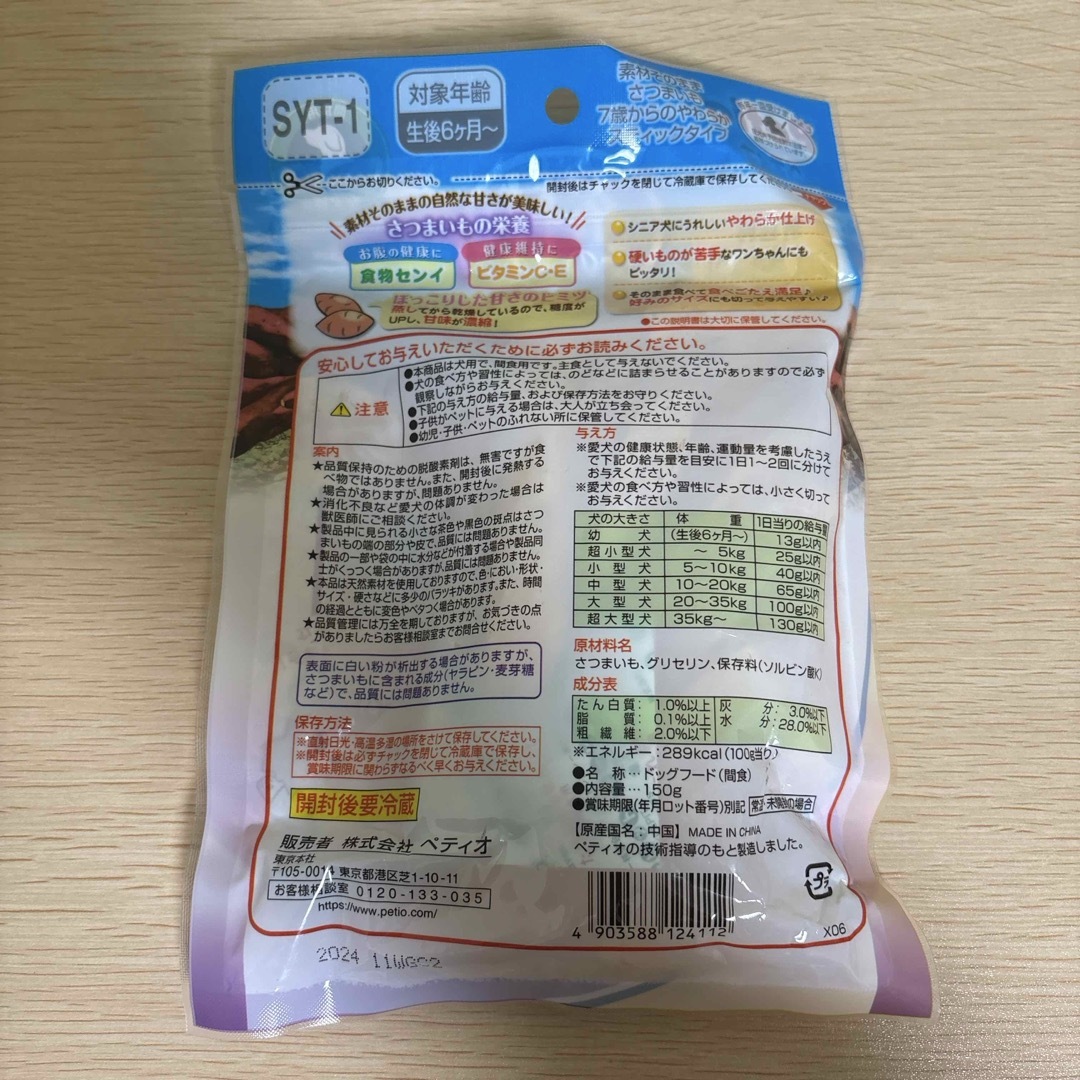 SYT-1
対象年齢
生後6ヶ月～
素材そのまま
さつまいも
7歳からのやわらか
スティックタイプ
ここからお切りください。
開封後はチャックを閉じて冷蔵庫で保存してく
素材そのままの自然な甘さが美味しい!
さつまいもの栄養
お腹の健康に
食物センイ
健康維持に
ビタミンC・E
ほっこりした甘さのヒミツ
蒸してから乾燥しているので、糖度が
UPし、甘味が濃縮!
シニア犬にうれしいやわらか仕上げ
硬いものが苦手なワンちゃんにも
ピッタリ!
そのまま食べて食べごたえ満足♪
好みのサイズにも切って与えやすい♪
●この説明書は大切に保管してください。
安心してお与えいただくために必ずお読みください。
注意
●本商品は犬用で、間食用です。主食として与えないでください。
●犬の食べ方や習性によっては、のどなどに詰まらせることがありますので必ず
観察しながらお与えください。
●下記の与え方の給与量、および保存方法をお守りください。
●子供がペットに与える場合は、大人が立ち会ってください。
●幼児・子供・ペットのふれない所に保管してください。
案内
★品質保持のための脱酸素剤は、無害ですが食
べ物ではありません。また、開封後に発熱する
場合がありますが、問題ありません。
★消化不良など愛犬の体調が変わった場合は
獣医師にご相談ください。
★製品中に見られる小さな茶色や黒色の斑点はさつ
まいもの端の部分や皮で、品質には問題ありません。
★製品の一部や袋の中に水分などが付着する場合や製品同
士がくっつく場合がありますが、品質には問題ありません。
★本品は天然素材を使用しておりますので、色・におい・形状・
サイズ・硬さなどに多少のバラツキがあります。また、時間
の経過とともに変色やベタつく場合があります。
★品質管理には万全を期しておりますが、お気づきの点
がありましたらお客様相談室までお問合せください。
表面に白い粉が析出する場合がありますが、
さつまいもに含まれる成分(ヤラピン・麦芽糖
など)で、品質には問題ありません。
保存方法
※直射日光・高温多湿の場所をさけて保存してください。
※開封後は必ずチャックを閉じて冷蔵庫で保存し、
賞味期限に関わらずなるべく早くお与えください。
開封後要冷蔵
販売者 株式会社 ペティオ
東京本社
〒105-0014 東京都港区芝1-10-11
お客様相談室 0120-133-035
https://www.petio.com/
与え方
※愛犬の健康状態、年齢、運動量を考慮したうえ
で下記の給与量を目安に1日1～2回に分けて
お与えください。
※愛犬の食べ方や習性によっては、小さく切って
お与えください。
犬の大きさ 体重 1日当りの給与量
幼犬 (生後6ヶ月～) 13g以内
超小型犬 ～5kg 25g以内
小型犬 5～10kg 40g以内
中型犬 10～20kg 65g以内
大型犬 20～35kg 100g以内
超大型犬 35kg～ 130g以内
原材料名
さつまいも、グリセリン、保存料(ソルビン酸K)
成分表
たん白質: 1.0%以上 灰分: 3.0%以下
脂質: 0.1%以上 水分: 28.0%以下
粗繊維: 2.0%以下
※エネルギー:289kcal(100g当り)
●名 称…ドッグフード(間食)
●内容量…150g
●賞味期限(年月ロット番号)別記 常温・未開封の場合
【原産国名:中国】 MADE IN CHINA
ペティオの技術指導のもと製造しました。
プラ
4 903588 124112
X06
2024 11